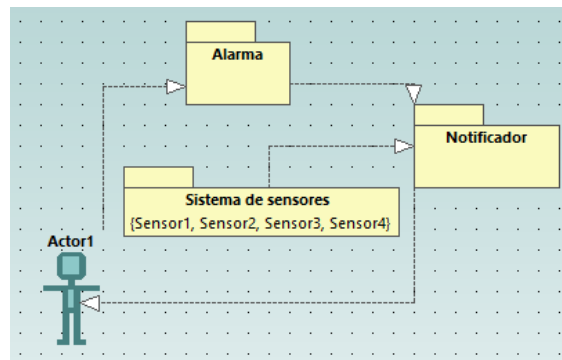 Alarma
Notificador
Sistema de sensores
{Sensor1, Sensor2, Sensor3, Sensor4}
Actor1